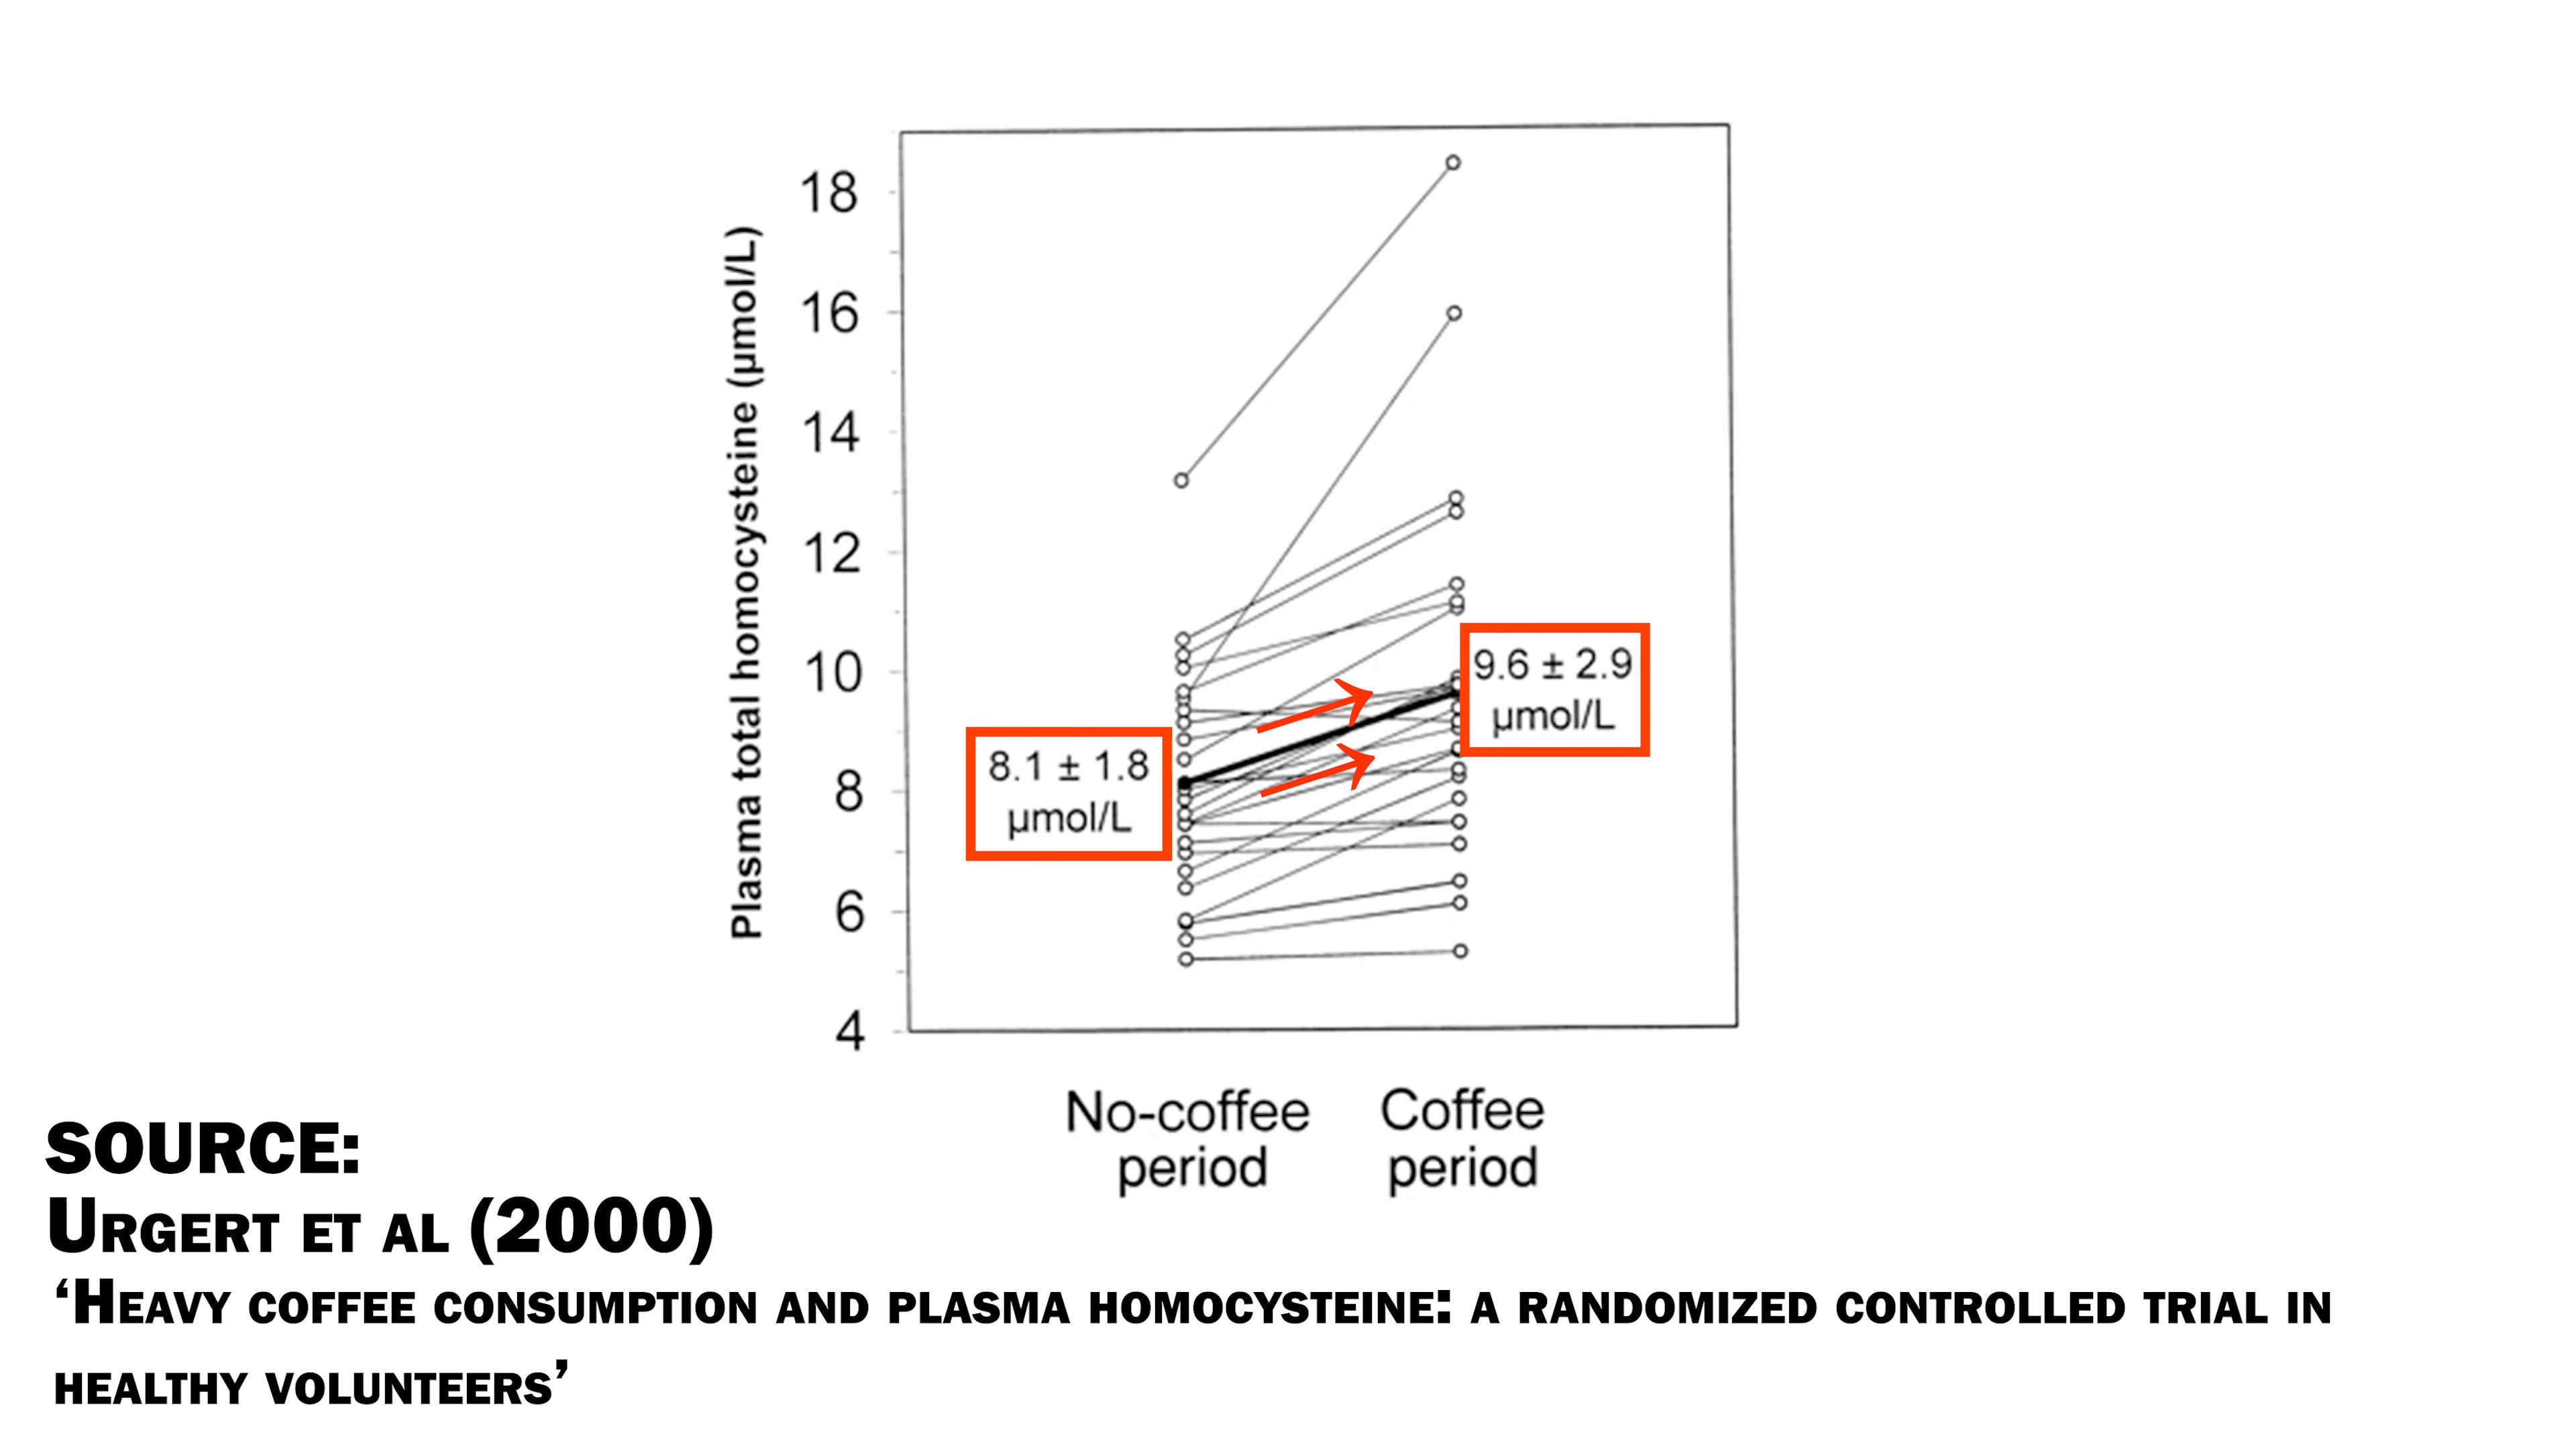 Plasma total homocysteine (µmol/L)
18
16
14
12
10
8
6
4
8.1 ± 1.8
µmol/L
9.6 ± 2.9
µmol/L
No-coffee
period
Coffee
period
SOURCE:
URGERT ET AL (2000)
‘HEAVY COFFEE CONSUMPTION AND PLASMA HOMOCYSTEINE: A RANDOMIZED CONTROLLED TRIAL IN
HEALTHY VOLUNTEERS’